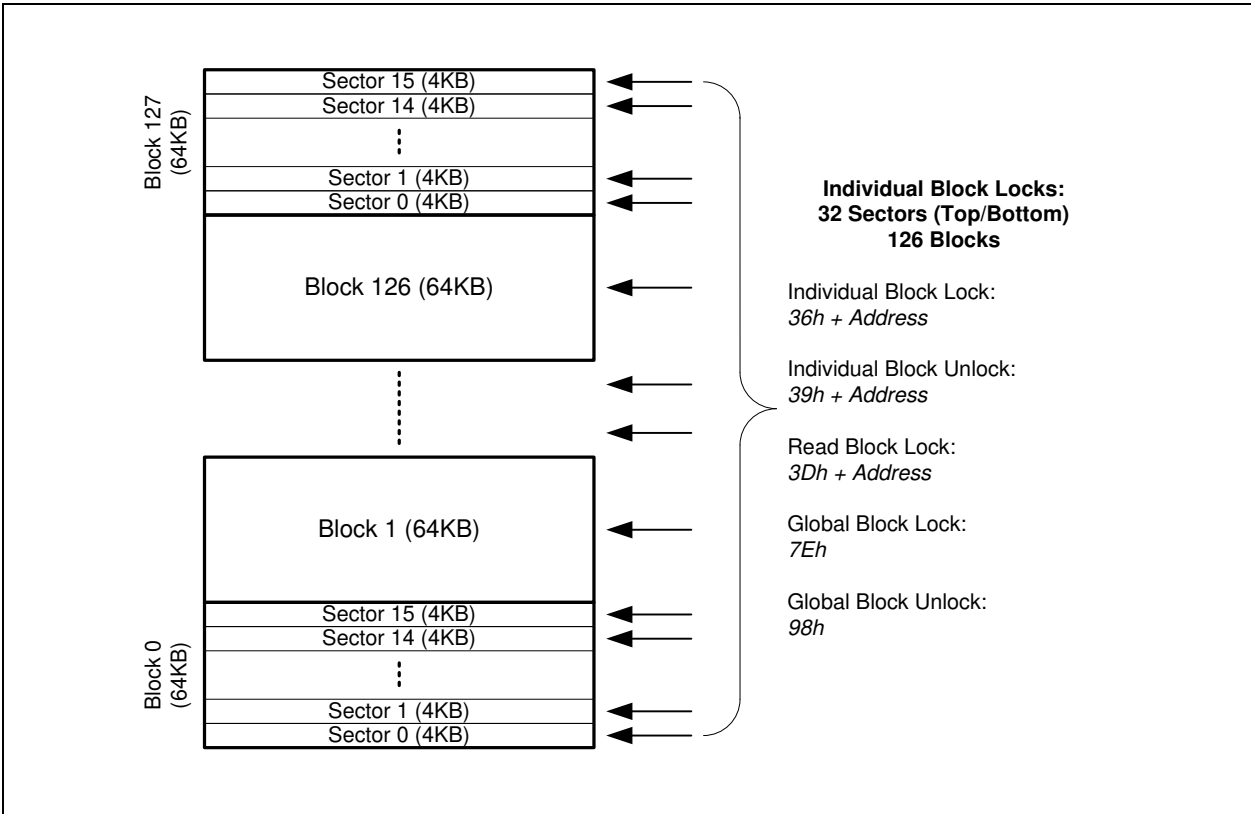 Block 127
(64KB)
Sector 15 (4KB)
Sector 14 (4KB)
Sector 1 (4KB)
Sector 0 (4KB)
Block 126 (64KB)
Block 1 (64KB)
Block 0
(64KB)
Sector 15 (4KB)
Sector 14 (4KB)
Sector 1 (4KB)
Sector 0 (4KB)
Individual Block Locks:
32 Sectors (Top/Bottom)
126 Blocks
Individual Block Lock:
36h + Address
Individual Block Unlock:
39h + Address
Read Block Lock:
3Dh + Address
Global Block Lock:
7Eh
Global Block Unlock:
98h